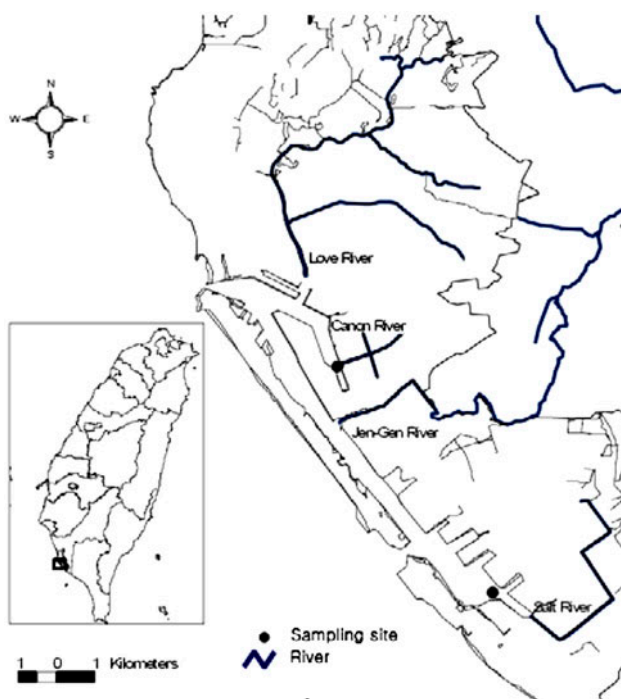 N
W E
S
Love River
Canon River
Jen-Gen River
Salt River
Sampling site
River
1 0 1 Kilometers